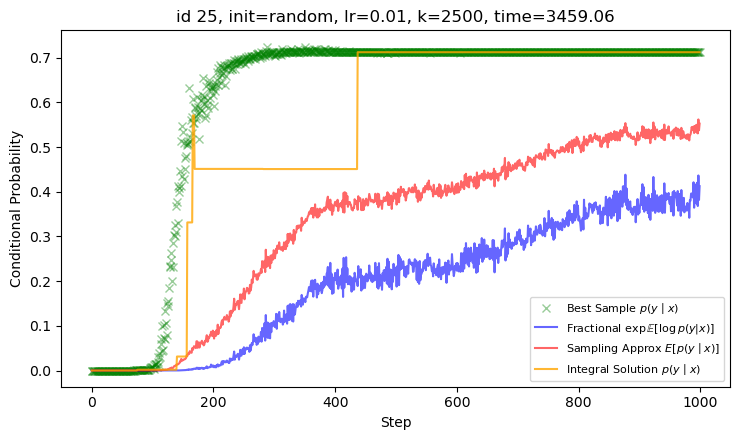 id 25, init=random, lr=0.01, k=2500, time=3459.06
Conditional Probability
0.7
0.6
0.5
0.4
0.3
0.2
0.1
0.0
Best Sample p(y | x)
Fractional exp𝔼[log p(y|x)]
Sampling Approx E[p(y | x)]
Integral Solution p(y | x)
0 200 400 600 800 1000
Step